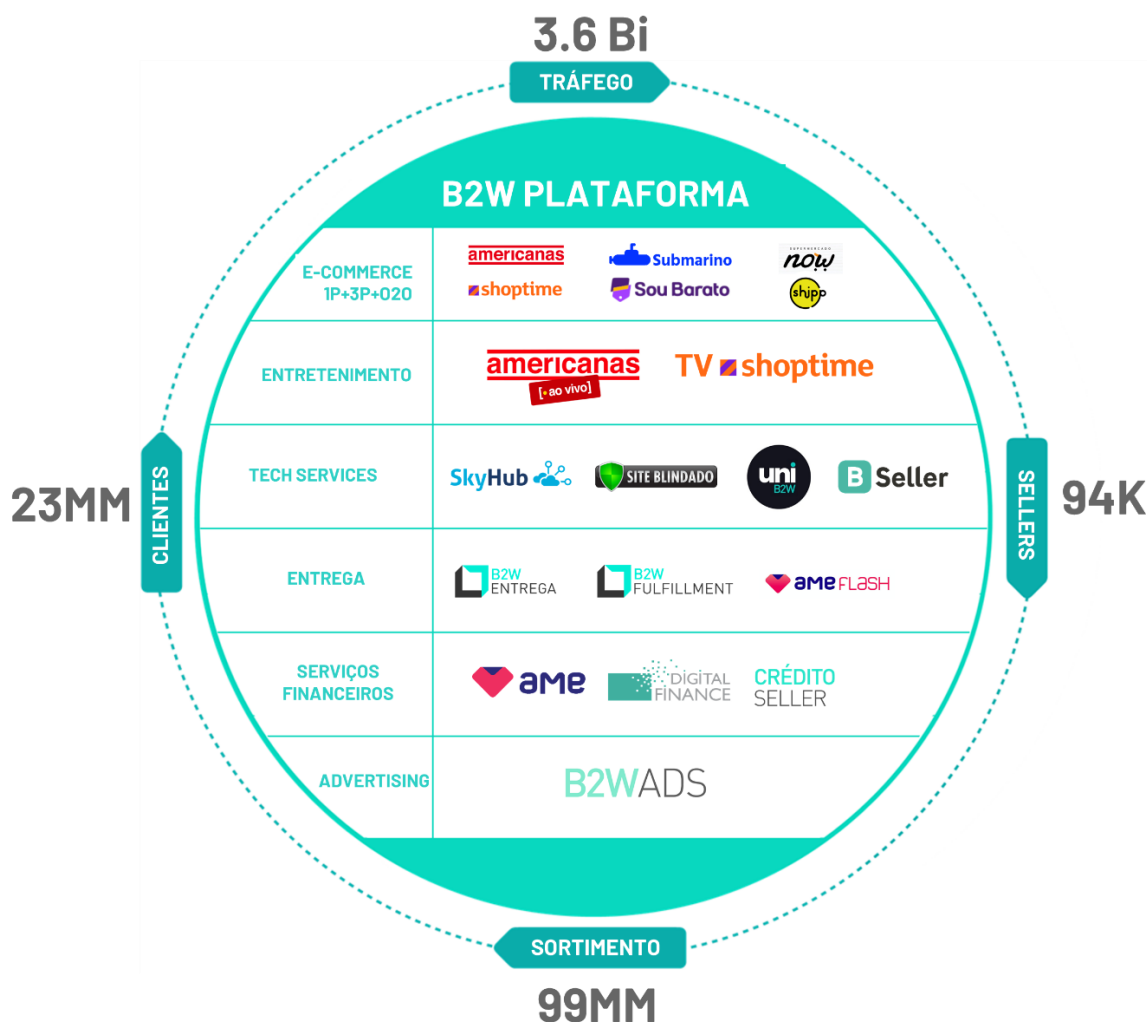 3.6 Bi
TRÁFEGO
B2W PLATAFORMA
E-COMMERCE
1P+3P+O2O
americanas
Submarino
SUPERMERCADO
now
shoptime
Sou Barato
shipp
ENTRETENIMENTO
americanas
[• ao vivo]
TV shoptime
TECH SERVICES
SkyHub
SITE BLINDADO
uni
B2W
B Seller
ENTREGA
B2W
ENTREGA
B2W
FULFILLMENT
ame FLASH
SERVIÇOS
FINANCEIROS
ame
DIGITAL
FINANCE
CRÉDITO
SELLER
ADVERTISING
B2WADS
23MM
CLIENTES
SELLERS
94K
SORTIMENTO
99MM